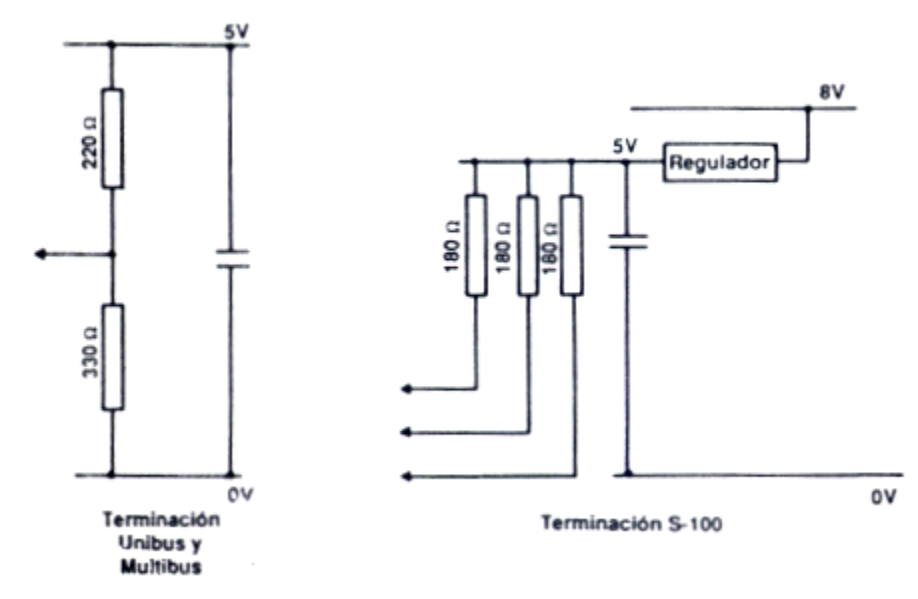 5V
220 Ω
330 Ω
0V
Terminación
Unibus y
Multibus
8V
5V
Regulador
180 Ω
180 Ω
180 Ω
0V
Terminación S-100